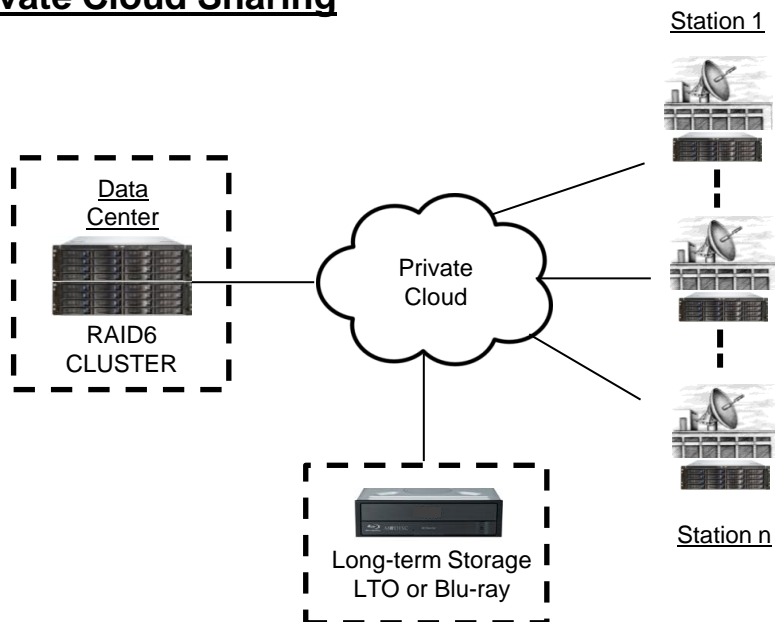 vate Cloud Sharing
Station 1
Data
Center
RAID6
CLUSTER
Private
Cloud
Long-term Storage
LTO or Blu-ray
Station n